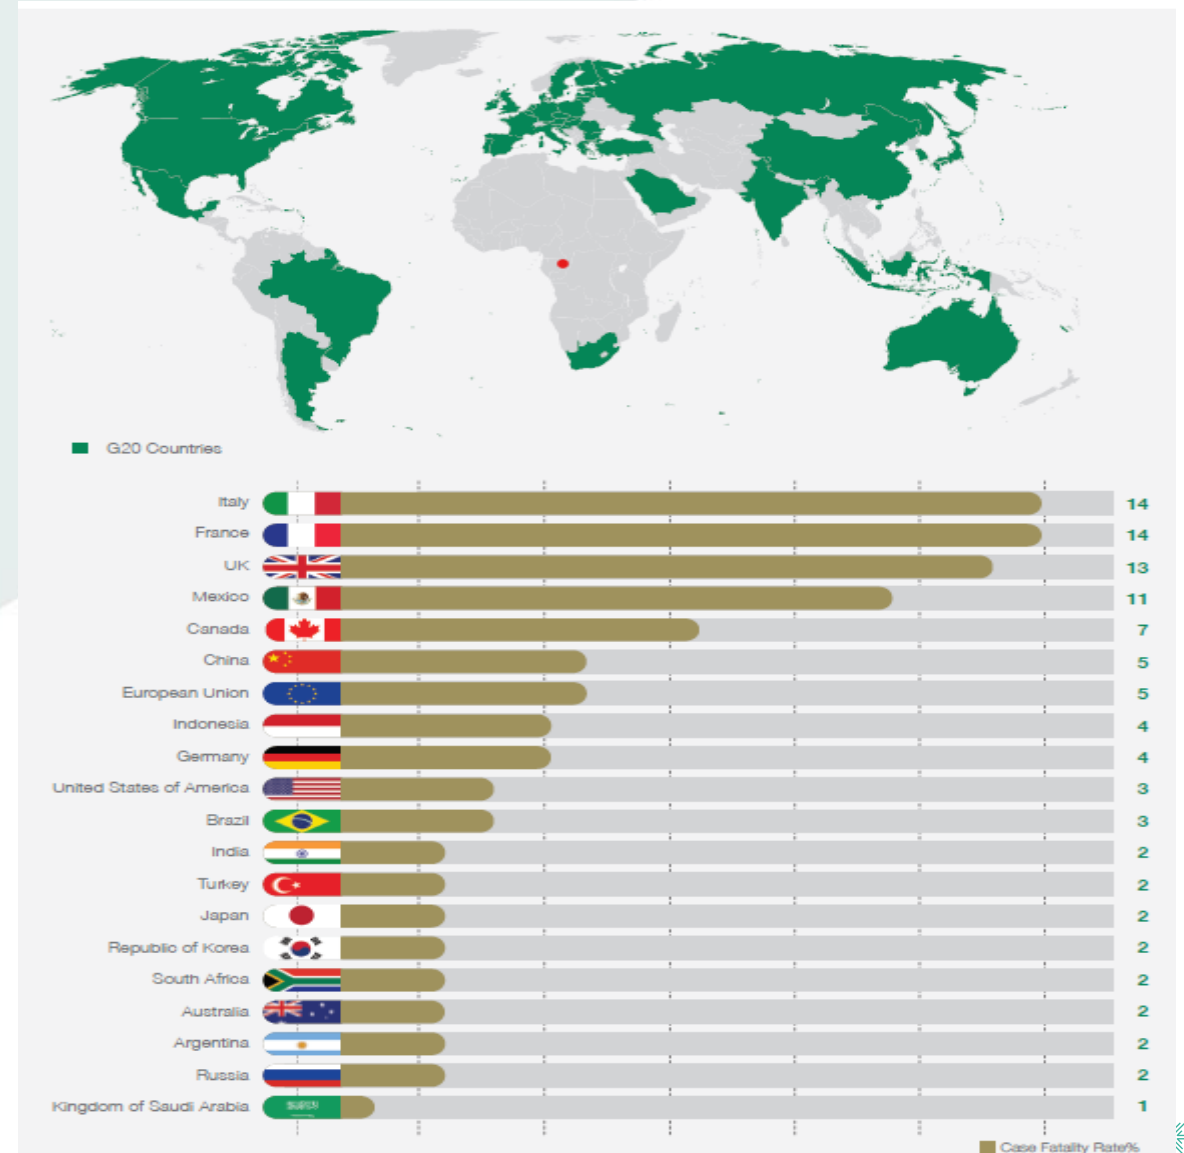 G20 Countries
Italy 14
France 14
UK 13
Mexico 11
Canada 7
China 5
European Union 5
Indonesia 4
Germany 4
United States of America 3
Brazil 3
India 2
Turkey 2
Japan 2
Republic of Korea 2
South Africa 2
Australia 2
Argentina 2
Russia 2
Kingdom of Saudi Arabia 1
Case Fatality Rate%